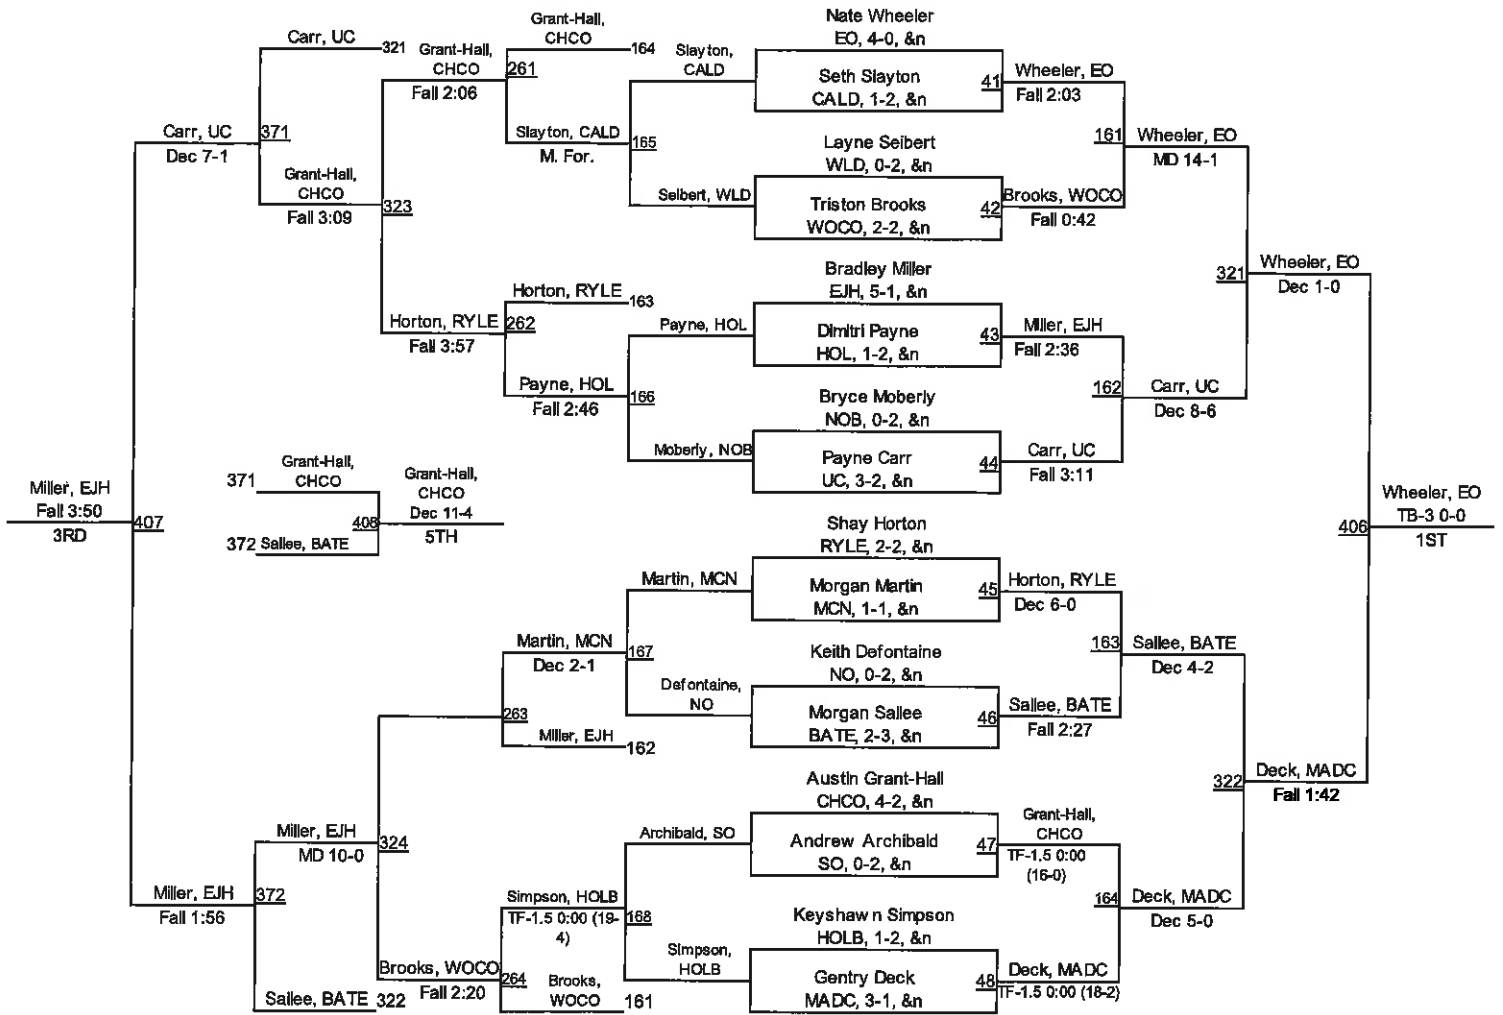 Nate Wheeler
EO, 4-0, &n
Seth Slayton
CALD, 1-2, &n
Layne Seibert
WLD, 0-2, &n
Triston Brooks
WOCO, 2-2, &n
Bradley Miller
EJH, 5-1, &n
Dimitri Payne
HOL, 1-2, &n
Bryce Moberly
NOB, 0-2, &n
Payne Carr
UC, 3-2, &n
Shay Horton
RYLE, 2-2, &n
Morgan Martin
MCN, 1-1, &n
Keith Defontaine
NO, 0-2, &n
Morgan Sallee
BATE, 2-3, &n
Austin Grant-Hall
CHCO, 4-2, &n
Andrew Archibald
SO, 0-2, &n
Keyshawn Simpson
HOLB, 1-2, &n
Gentry Deck
MADC, 3-1, &n
41
Wheeler, EO
Fall 2:03
42
Brooks, WOCO
Fall 0:42
43
Miller, EJH
Fall 2:36
44
Carr, UC
Fall 3:11
45
Horton, RYLE
Dec 6-0
46
Sallee, BATE
Fall 2:27
47
Grant-Hall,
CHCO
TF-1.5 0:00
(16-0)
48
Deck, MADC
TF-1.5 0:00 (18-2)
161
Wheeler, EO
MD 14-1
162
Carr, UC
Dec 8-6
163
Sallee, BATE
Dec 4-2
164
Deck, MADC
Dec 5-0
321
Wheeler, EO
Dec 1-0
322
Deck, MADC
Fall 1:42
406
Wheeler, EO
TB-3 0-0
1ST
Slayton,
CALD
Seibert, WLD
Payne, HOL
Moberly, NOB
Martin, MCN
Defontaine,
NO
Archibald, SO
Simpson,
HOLB
Grant-Hall,
CHCO
164
165
Slayton, CALD
M. For.
Horton, RYLE
163
166
Payne, HOL
Fall 2:46
167
Martin, MCN
Dec 2-1
Miller, EJH
162
168
Simpson, HOLB
TF-1.5 0:00 (19-
4)
Brooks,
WOCO
161
261
Grant-Hall,
CHCO
Fall 2:06
262
Horton, RYLE
Fall 3:57
263
264
Brooks, WOCO
Fall 2:20
Carr, UC
321
323
Grant-Hall,
CHCO
Fall 3:09
324
Miller, EJH
MD 10-0
Sallee, BATE
322
371
Carr, UC
Dec 7-1
372
Miller, EJH
Fall 1:56
407
Miller, EJH
Fall 3:50
3RD
371
Grant-Hall,
CHCO
372
Sallee, BATE
408
Grant-Hall,
CHCO
Dec 11-4
5TH